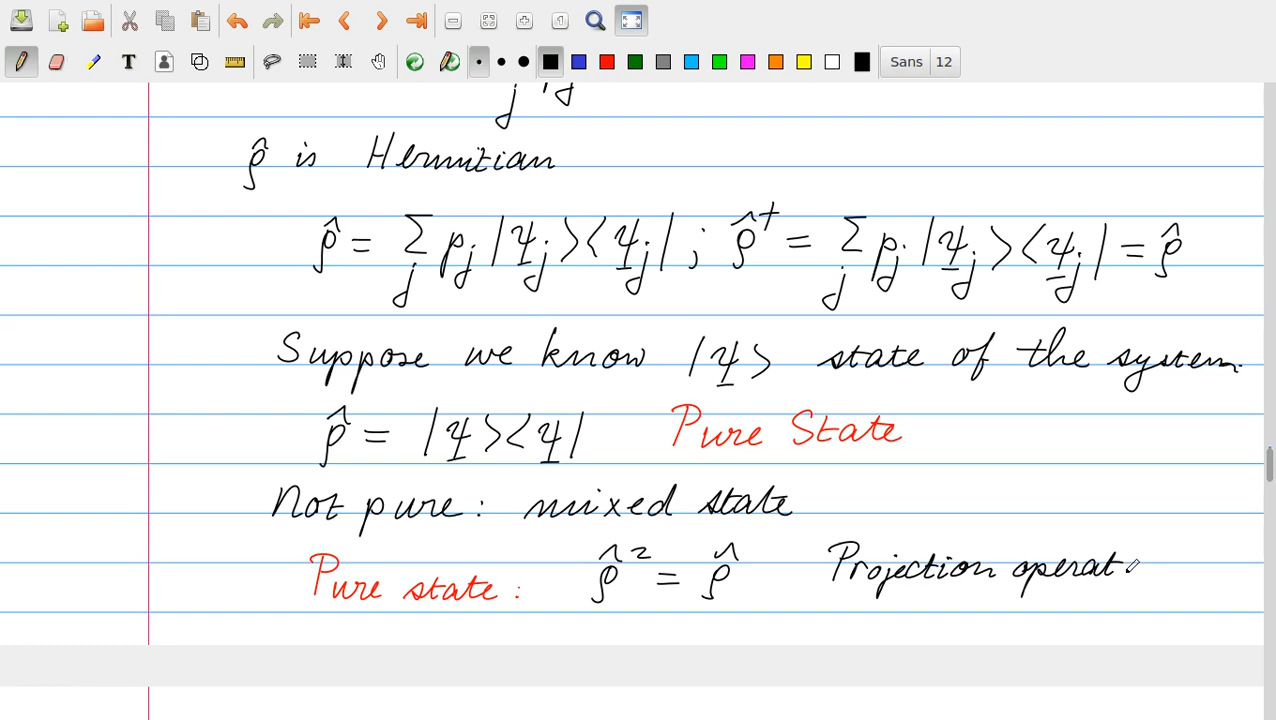 Sans 12
j
ρ̂ is Hermitian
ρ̂ = Σ_j p_j |Ψ_j><Ψ_j| ; ρ̂† = Σ_j p_j |Ψ_j><Ψ_j| = ρ̂
Suppose we know |Ψ> state of the system.
ρ̂ = |Ψ><Ψ| Pure State
Not pure: mixed state
Pure state: ρ̂² = ρ̂ Projection operat